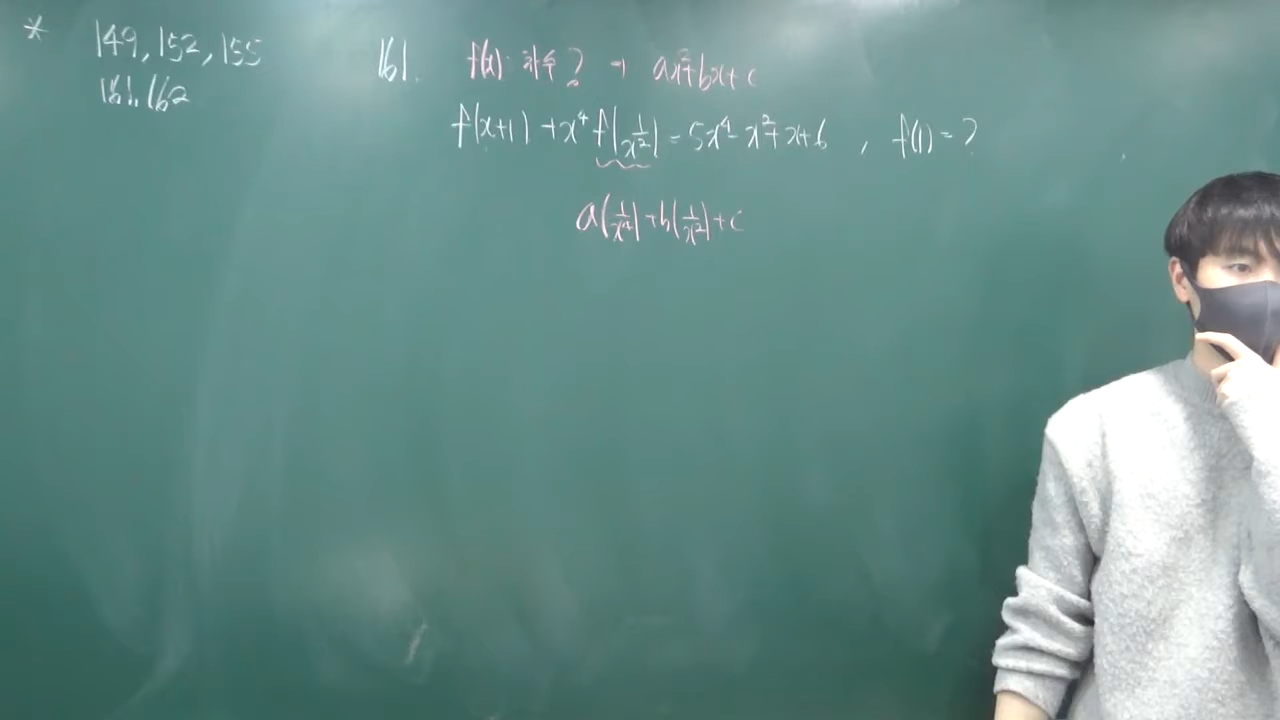 * 149, 152, 155
161, 162
161. f(x): 차수? → ax²+bx+c
f(x+1) + x⁴ f(1/x²) = 5x⁴ - x² + x + 6 , f(1) = ?
a(1/x⁴) + b(1/x²) + c